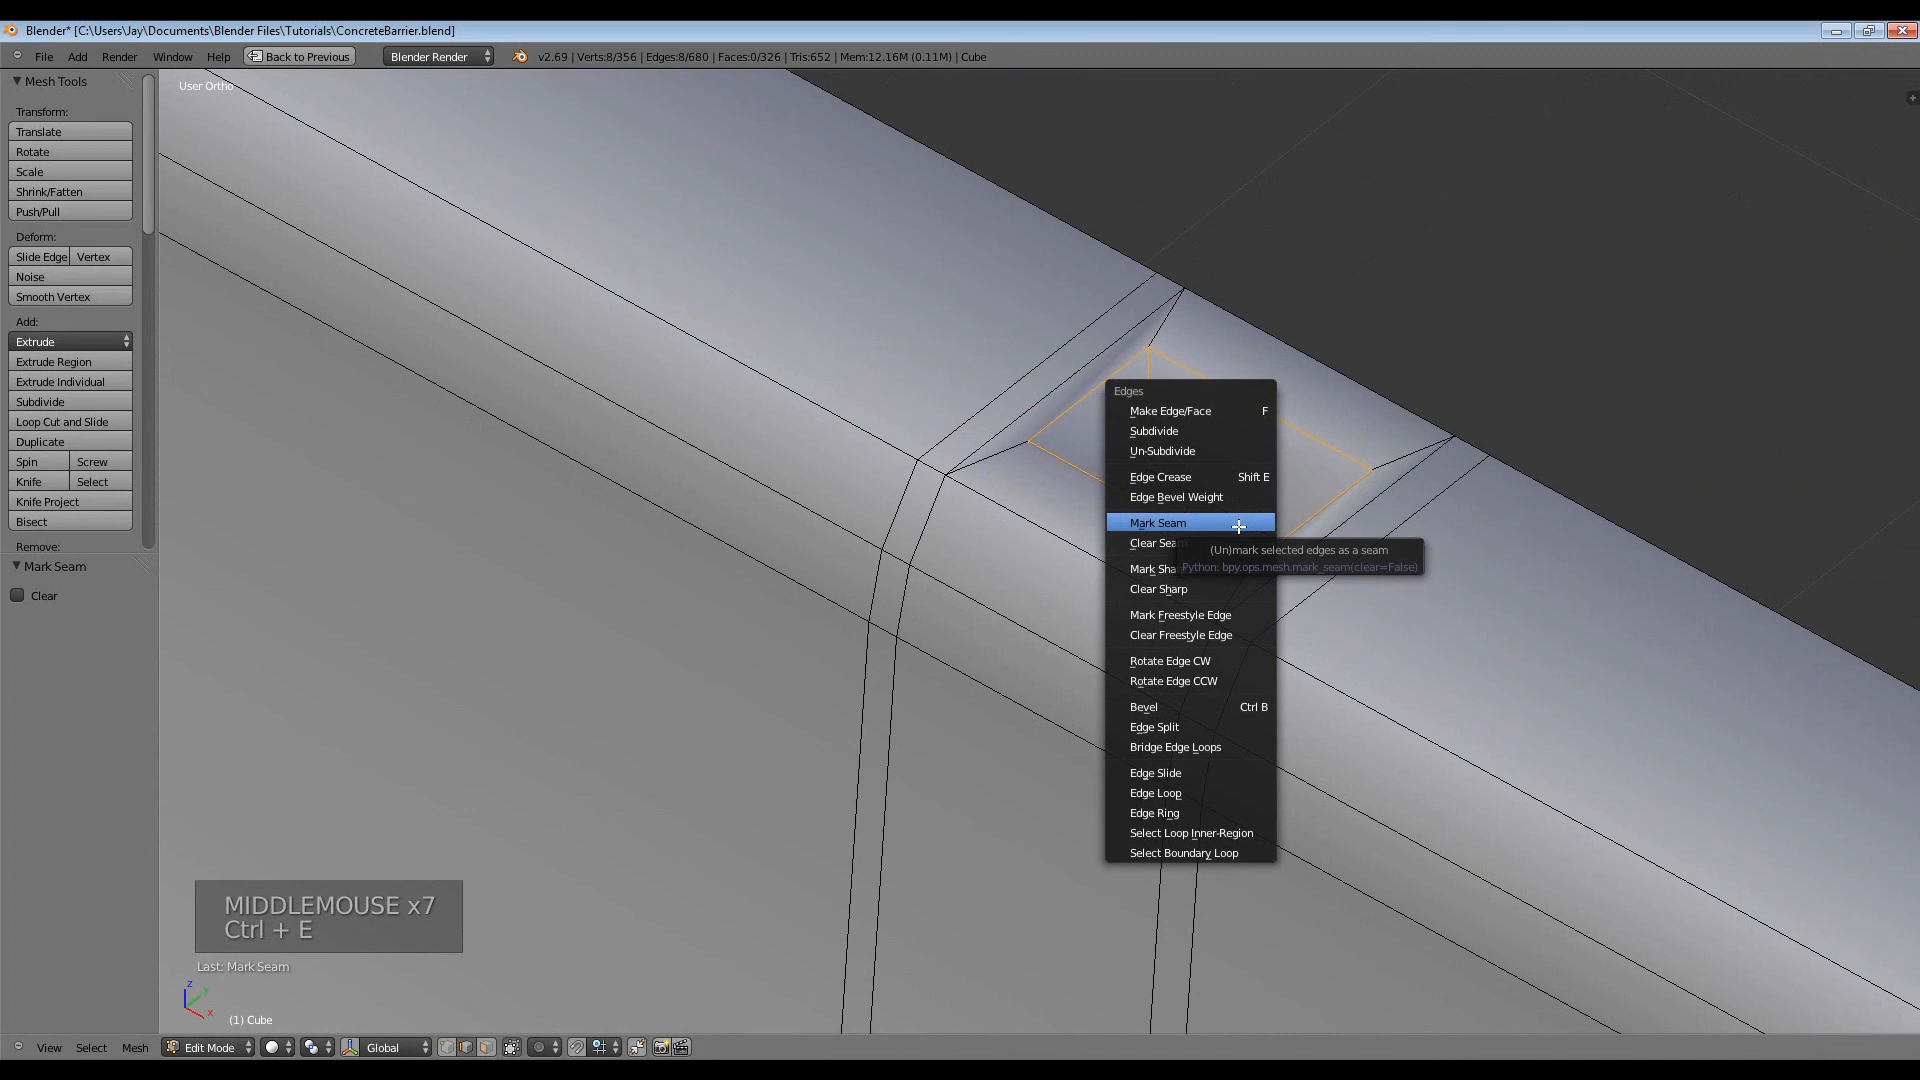 Blender* [C:\Users\Jay\Documents\Blender Files\Tutorials\ConcreteBarrier.blend]
File Add Render Window Help Back to Previous Blender Render v2.69 | Verts:8/356 | Edges:8/680 | Faces:0/326 | Tris:652 | Mem:12.16M (0.11M) | Cube
Mesh Tools
User Ortho
Transform:
Translate
Rotate
Scale
Shrink/Fatten
Push/Pull
Deform:
Slide Edge Vertex
Noise
Smooth Vertex
Add:
Extrude
Extrude Region
Extrude Individual
Subdivide
Loop Cut and Slide
Duplicate
Spin Screw
Knife Select
Knife Project
Bisect
Remove:
Mark Seam
Clear
Edges
Make Edge/Face F
Subdivide
Un-Subdivide
Edge Crease Shift E
Edge Bevel Weight
Mark Seam
Clear Sea
(Un)mark selected edges as a seam
Mark Sha
Python: bpy.ops.mesh.mark_seam(clear=False)
Clear Sharp
Mark Freestyle Edge
Clear Freestyle Edge
Rotate Edge CW
Rotate Edge CCW
Bevel Ctrl B
Edge Split
Bridge Edge Loops
Edge Slide
Edge Loop
Edge Ring
Select Loop Inner-Region
Select Boundary Loop
MIDDLEMOUSE x7
Ctrl + E
Last: Mark Seam
z
y
x
(1) Cube
View Select Mesh Edit Mode Global